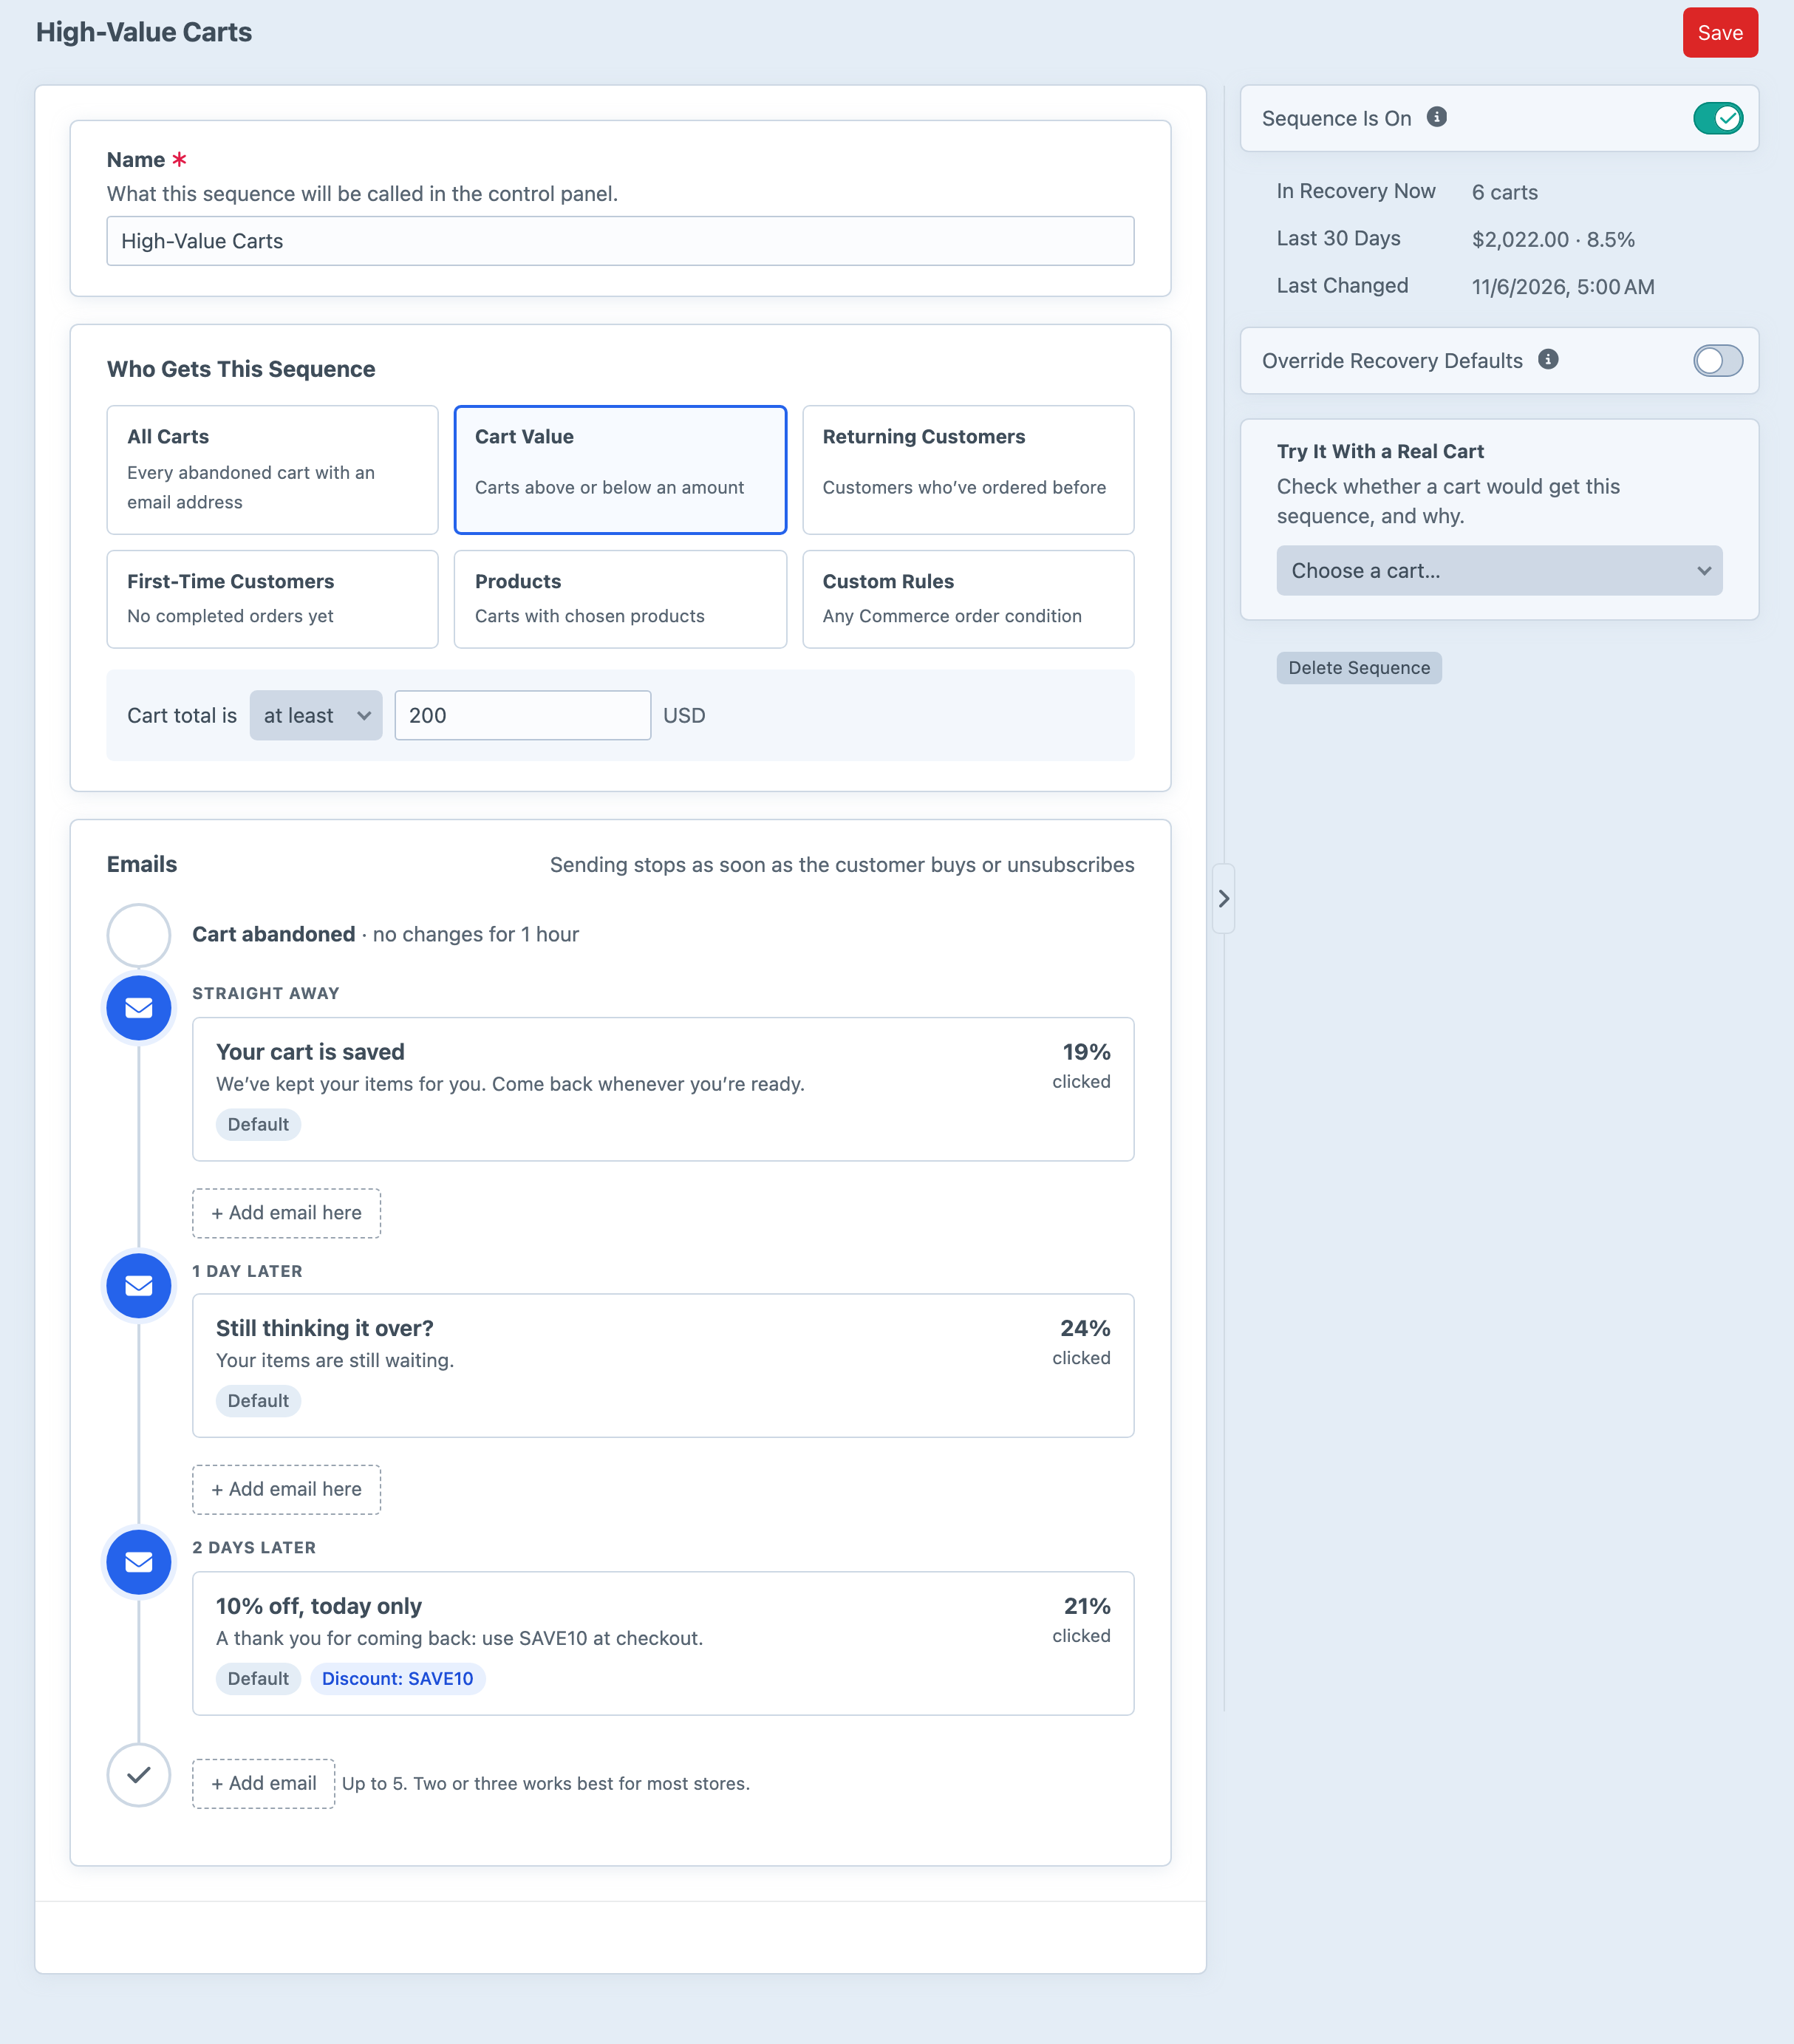 High-Value Carts
Save
Name *
What this sequence will be called in the control panel.
High-Value Carts
Who Gets This Sequence
All Carts
Every abandoned cart with an
email address
Cart Value
Carts above or below an amount
Returning Customers
Customers who’ve ordered before
First-Time Customers
No completed orders yet
Products
Carts with chosen products
Custom Rules
Any Commerce order condition
Cart total is at least 200 USD
Emails
Sending stops as soon as the customer buys or unsubscribes
Cart abandoned · no changes for 1 hour
STRAIGHT AWAY
Your cart is saved
We’ve kept your items for you. Come back whenever you’re ready.
Default
19%
clicked
+ Add email here
1 DAY LATER
Still thinking it over?
Your items are still waiting.
Default
24%
clicked
+ Add email here
2 DAYS LATER
10% off, today only
A thank you for coming back: use SAVE10 at checkout.
Default Discount: SAVE10
21%
clicked
+ Add email Up to 5. Two or three works best for most stores.
Sequence Is On
In Recovery Now 6 carts
Last 30 Days $2,022.00 · 8.5%
Last Changed 11/6/2026, 5:00 AM
Override Recovery Defaults
Try It With a Real Cart
Check whether a cart would get this
sequence, and why.
Choose a cart...
Delete Sequence